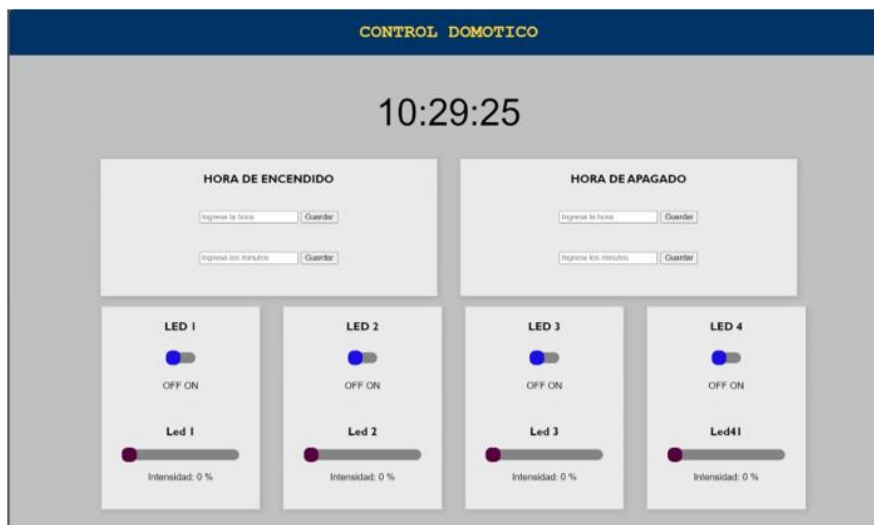 CONTROL DOMOTICO
10:29:25
HORA DE ENCENDIDO
Ingrese la hora Guardar
Ingrese los minutos Guardar
HORA DE APAGADO
Ingrese la hora Guardar
Ingrese los minutos Guardar
LED 1
OFF ON
Led 1
Intensidad: 0 %
LED 2
OFF ON
Led 2
Intensidad: 0 %
LED 3
OFF ON
Led 3
Intensidad: 0 %
LED 4
OFF ON
Led41
Intensidad: 0 %